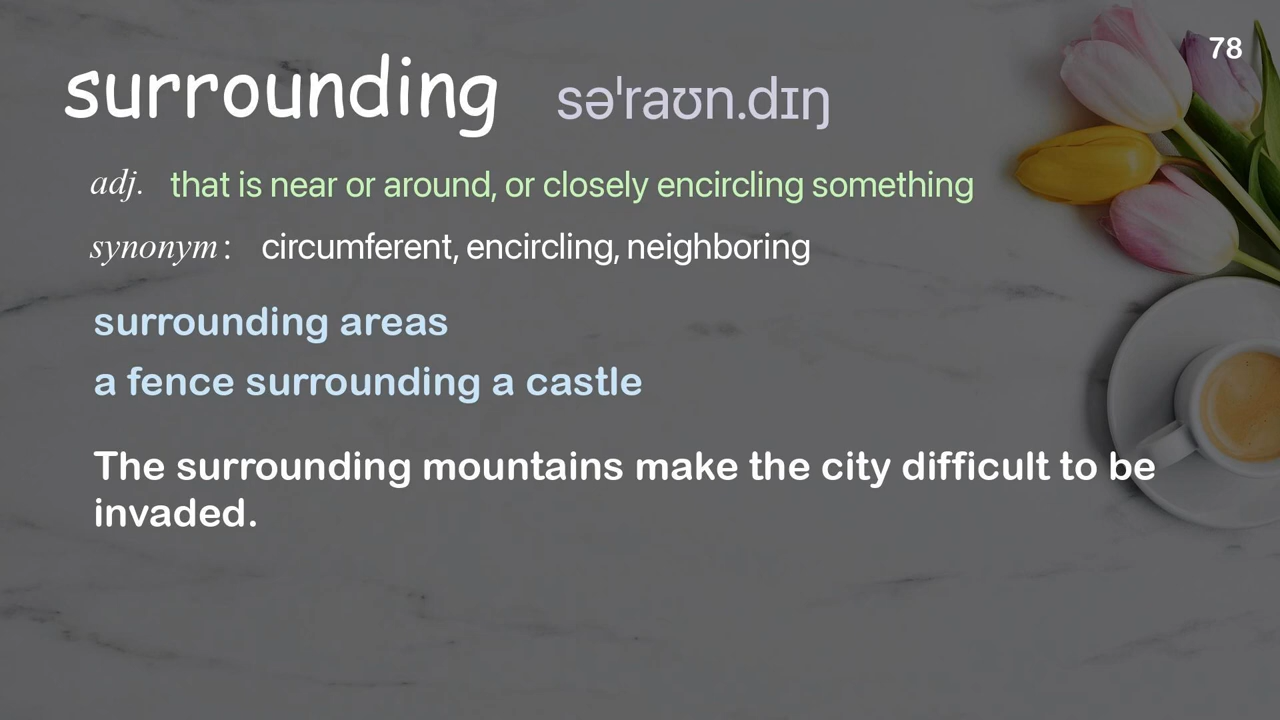 78
surrounding səˈraʊn.dɪŋ
adj. that is near or around, or closely encircling something
synonym : circumferent, encircling, neighboring
surrounding areas
a fence surrounding a castle
The surrounding mountains make the city difficult to be
invaded.